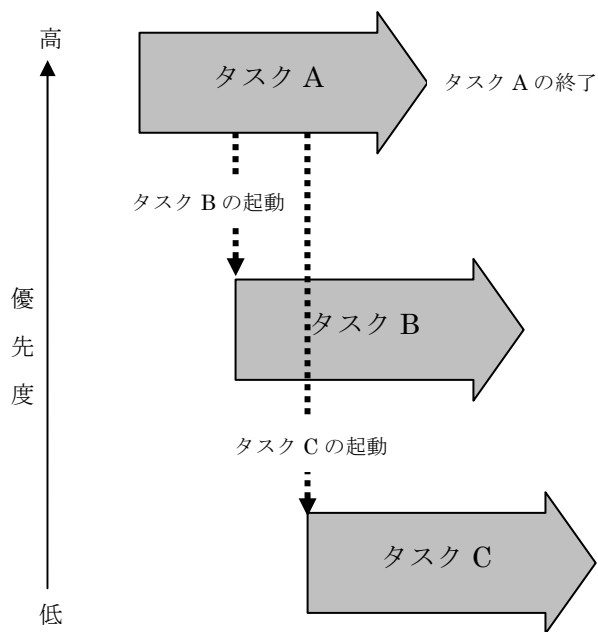 高
タスク A
タスク A の終了
タスク B の起動
優
先
度
タスク B
タスク C の起動
タスク C
低